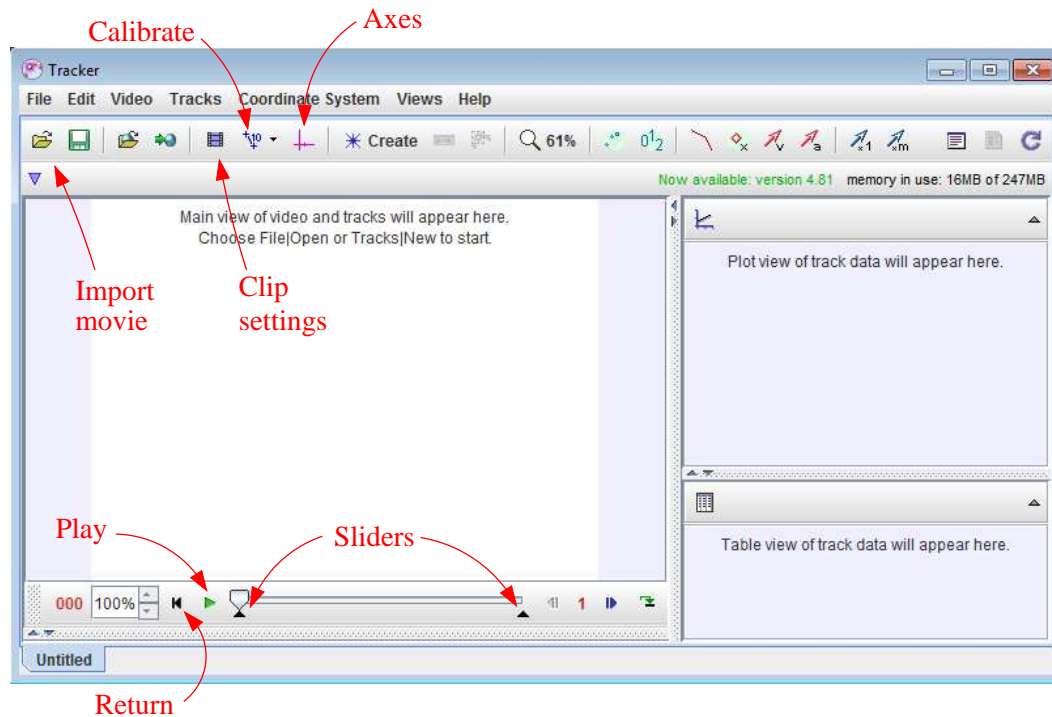 Axes
Calibrate
Tracker
File Edit Video Tracks Coordinate System Views Help
Create 61%
Now available: version 4.81 memory in use: 16MB of 247MB
Main view of video and tracks will appear here.
Choose File|Open or Tracks|New to start.
Plot view of track data will appear here.
Import
movie
Clip
settings
Play
Sliders
Table view of track data will appear here.
000 100% 1
Untitled
Return